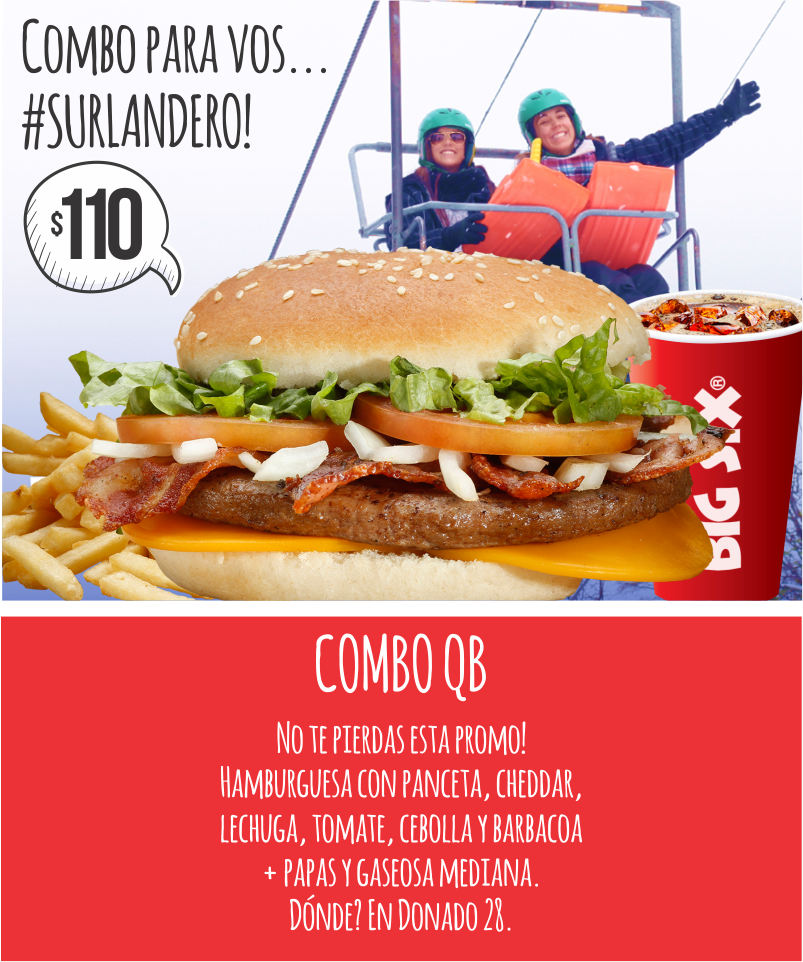 COMBO PARA VOS...
#SURLANDERO!
$110
BIG SIX®
COMBO QB
NO TE PIERDAS ESTA PROMO!
HAMBURGUESA CON PANCETA, CHEDDAR,
LECHUGA, TOMATE, CEBOLLA Y BARBACOA
+ PAPAS Y GASEOSA MEDIANA.
DÓNDE? EN DONADO 28.